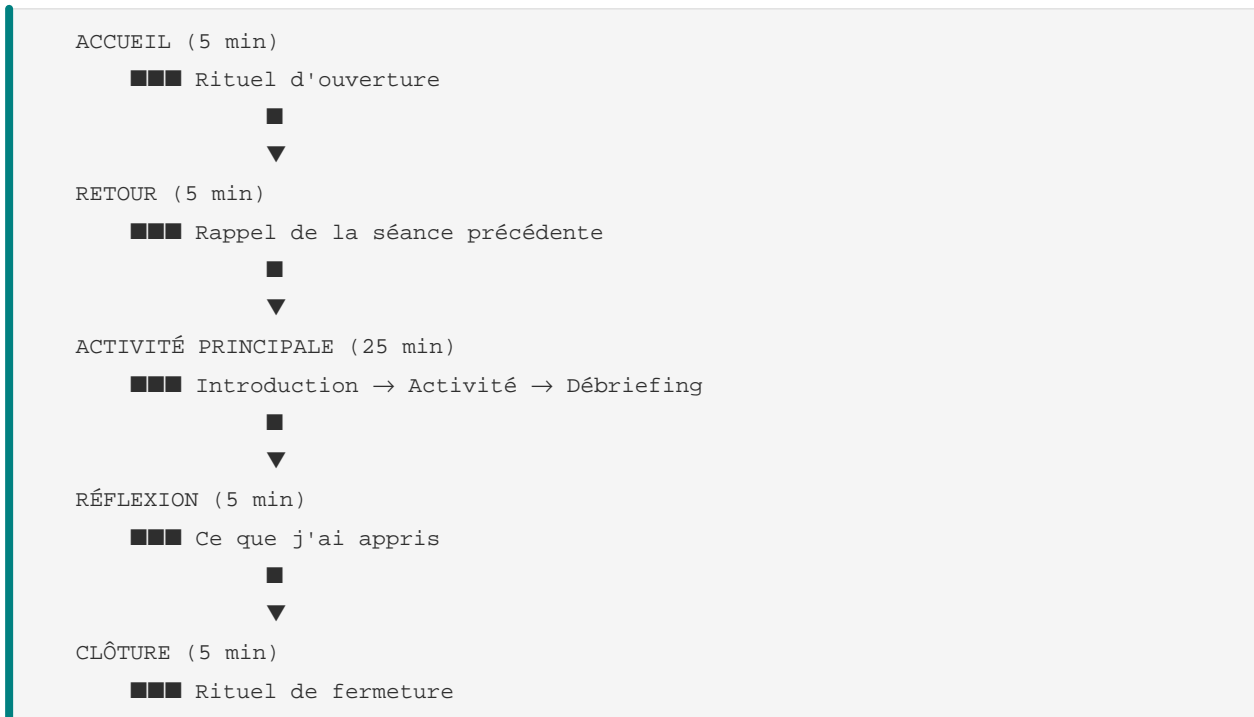 ACCUEIL (5 min)
■■■ Rituel d'ouverture
■
▼
RETOUR (5 min)
■■■ Rappel de la séance précédente
■
▼
ACTIVITÉ PRINCIPALE (25 min)
■■■ Introduction → Activité → Débriefing
■
▼
RÉFLEXION (5 min)
■■■ Ce que j'ai appris
■
▼
CLÔTURE (5 min)
■■■ Rituel de fermeture